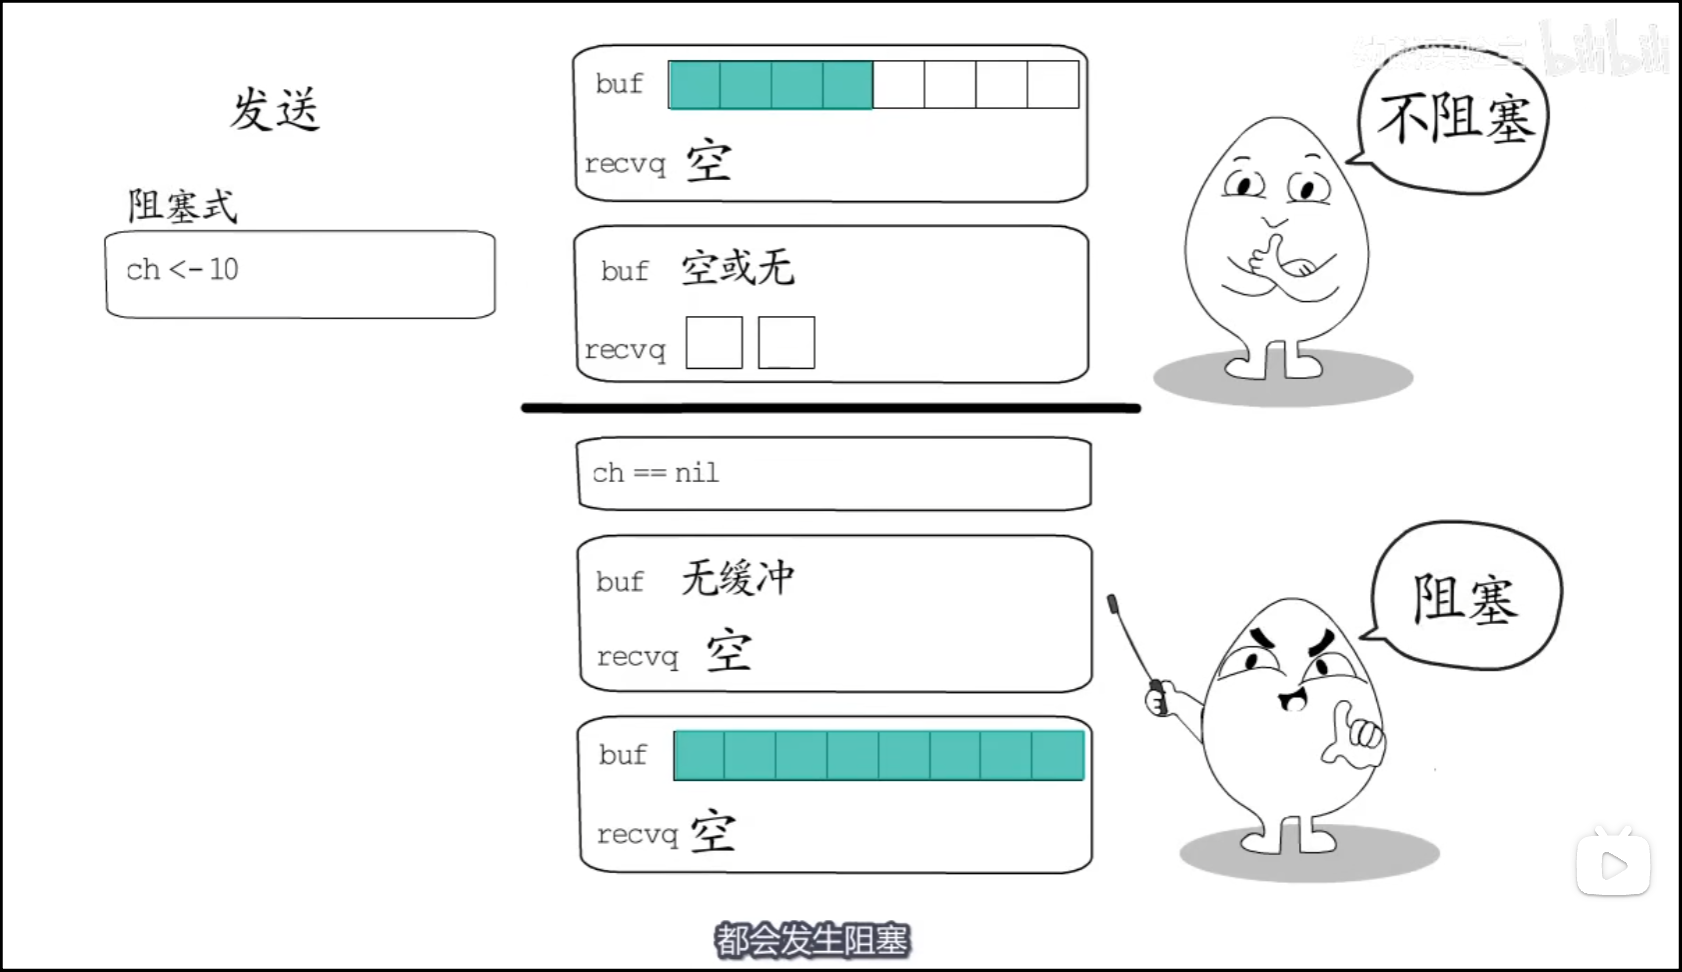 发送
阻塞式
ch <- 10
buf
recvq 空
buf 空或无
recvq
不阻塞
ch == nil
buf 无缓冲
recvq 空
buf
recvq 空
阻塞
bilibili
都会发生阻塞